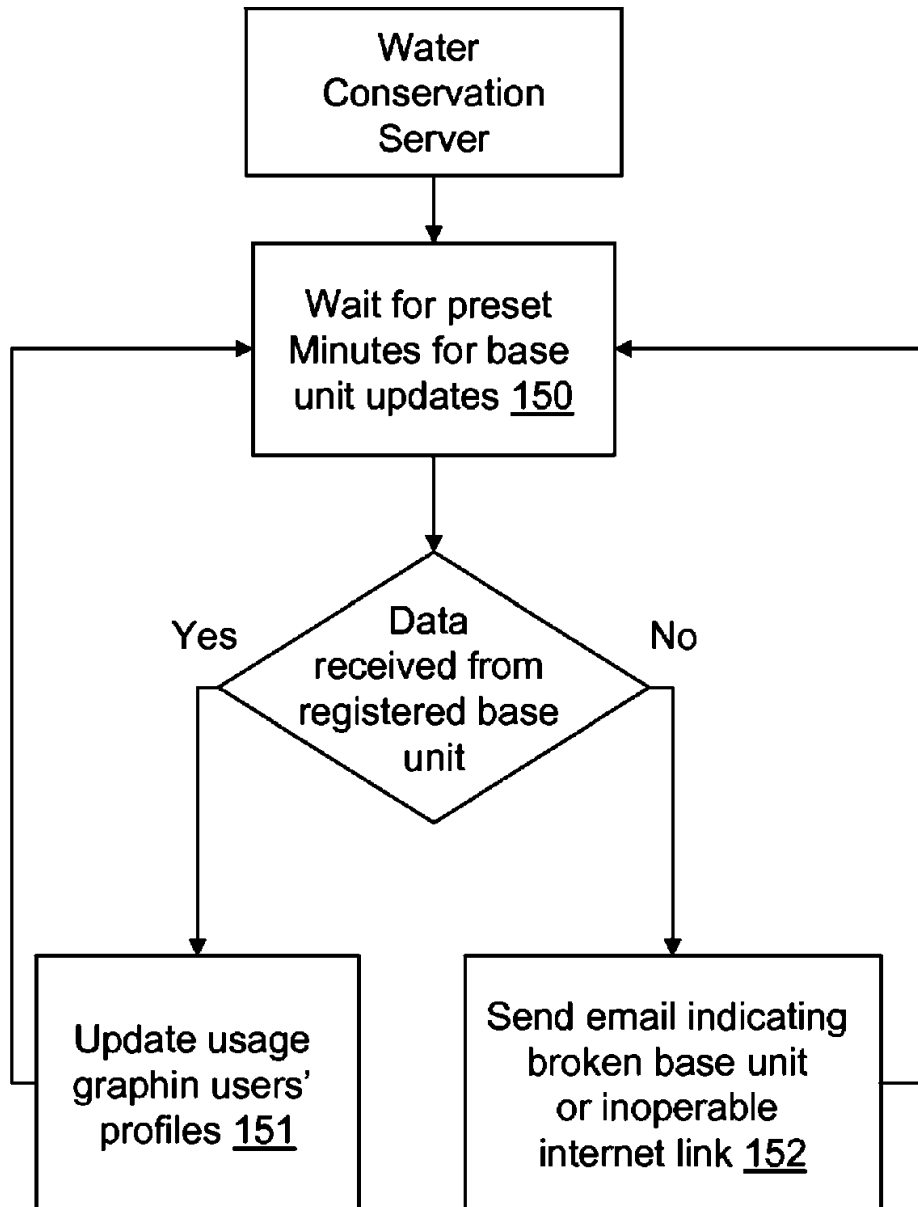 Water
Conservation
Server
Wait for preset
Minutes for base
unit updates 150
Yes
Data
received from
registered base
unit
No
Update usage
graphin users’
profiles 151
Send email indicating
broken base unit
or inoperable
internet link 152